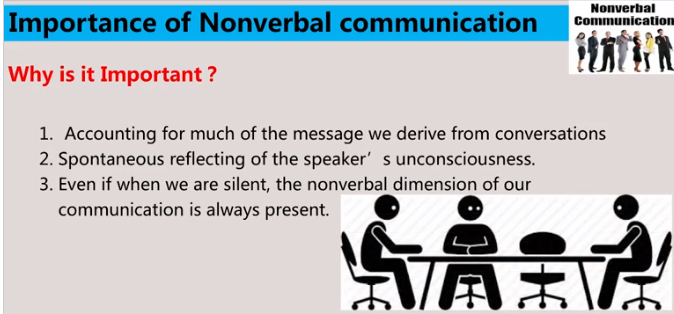 Importance of Nonverbal communication
Nonverbal
Communication
Why is it Important ?
1. Accounting for much of the message we derive from conversations
2. Spontaneous reflecting of the speaker’s unconsciousness.
3. Even if when we are silent, the nonverbal dimension of our
communication is always present.